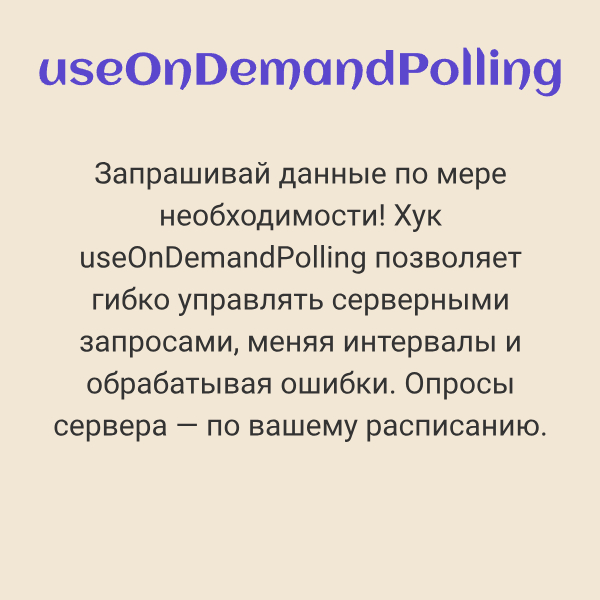 useOnDemandPolling
Запрашивай данные по мере
необходимости! Хук
useOnDemandPolling позволяет
гибко управлять серверными
запросами, меняя интервалы и
обрабатывая ошибки. Опросы
сервера — по вашему расписанию.